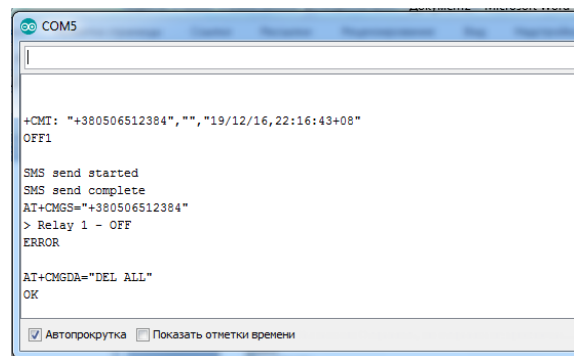 COM5
+CMT: "+380506512384","","19/12/16,22:16:43+08"
OFF1
SMS send started
SMS send complete
AT+CMGS="+380506512384"
> Relay 1 - OFF
ERROR
AT+CMGDA="DEL ALL"
OK
Автопрокрутка Показать отметки времени